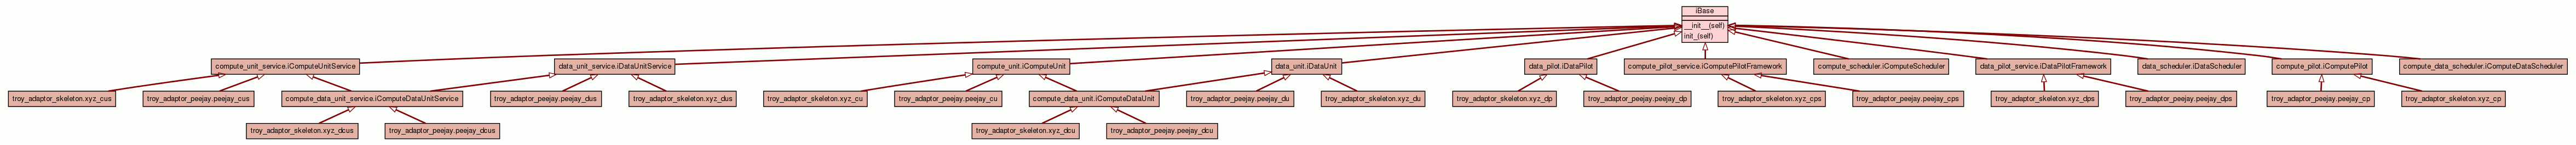 iBase
__init__(self)
init_(self)
compute_unit_service.iComputeUnitService
data_unit_service.iDataUnitService
compute_unit.iComputeUnit
data_unit.iDataUnit
data_pilot.iDataPilot
compute_pilot_service.iComputePilotFramework
compute_scheduler.iComputeScheduler
data_pilot_service.iDataPilotFramework
data_scheduler.iDataScheduler
compute_pilot.iComputePilot
compute_data_scheduler.iComputeDataScheduler
troy_adaptor_skeleton.xyz_cus
troy_adaptor_peejay.peejay_cus
compute_data_unit_service.iComputeDataUnitService
troy_adaptor_peejay.peejay_dus
troy_adaptor_skeleton.xyz_dus
troy_adaptor_skeleton.xyz_cu
troy_adaptor_peejay.peejay_cu
compute_data_unit.iComputeDataUnit
troy_adaptor_peejay.peejay_du
troy_adaptor_skeleton.xyz_du
troy_adaptor_skeleton.xyz_dp
troy_adaptor_peejay.peejay_dp
troy_adaptor_skeleton.xyz_cps
troy_adaptor_peejay.peejay_cps
troy_adaptor_skeleton.xyz_dps
troy_adaptor_peejay.peejay_dps
troy_adaptor_peejay.peejay_cp
troy_adaptor_skeleton.xyz_cp
troy_adaptor_skeleton.xyz_dcus
troy_adaptor_peejay.peejay_dcus
troy_adaptor_skeleton.xyz_dcu
troy_adaptor_peejay.peejay_dcu